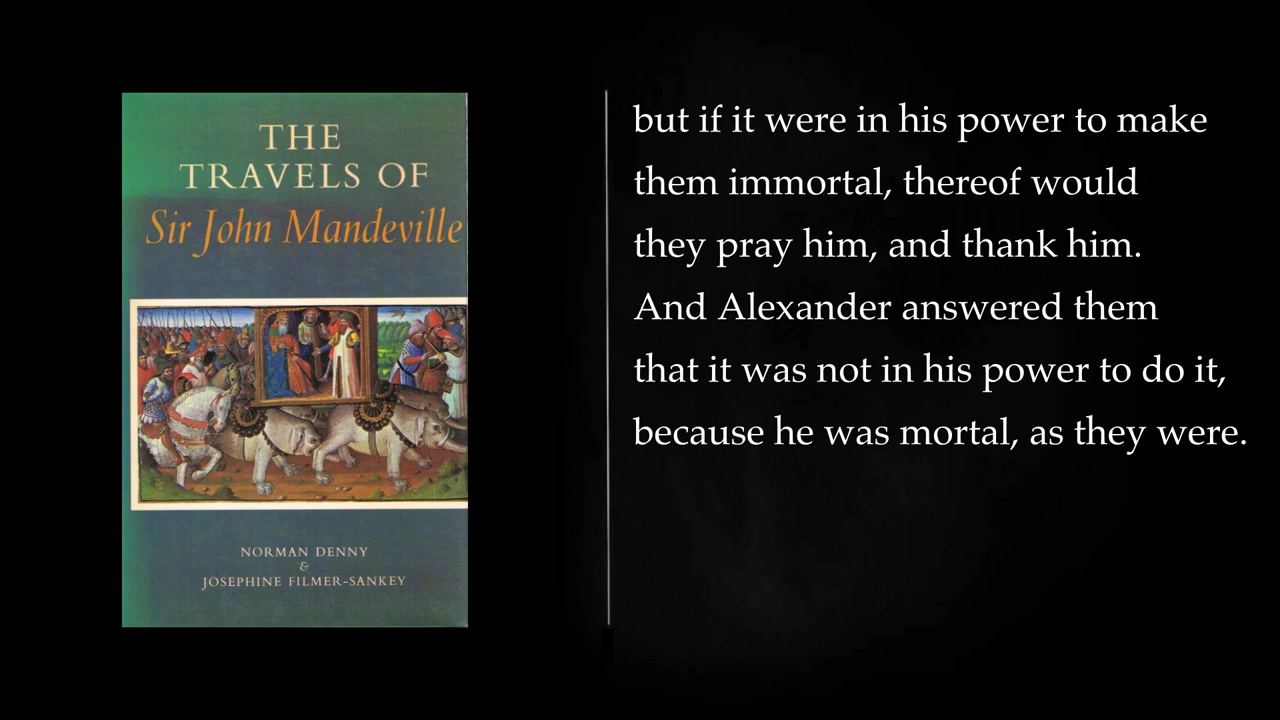 THE
TRAVELS OF
Sir John Mandeville
NORMAN DENNY
&
JOSEPHINE FILMER-SANKEY
but if it were in his power to make
them immortal, thereof would
they pray him, and thank him.
And Alexander answered them
that it was not in his power to do it,
because he was mortal, as they were.